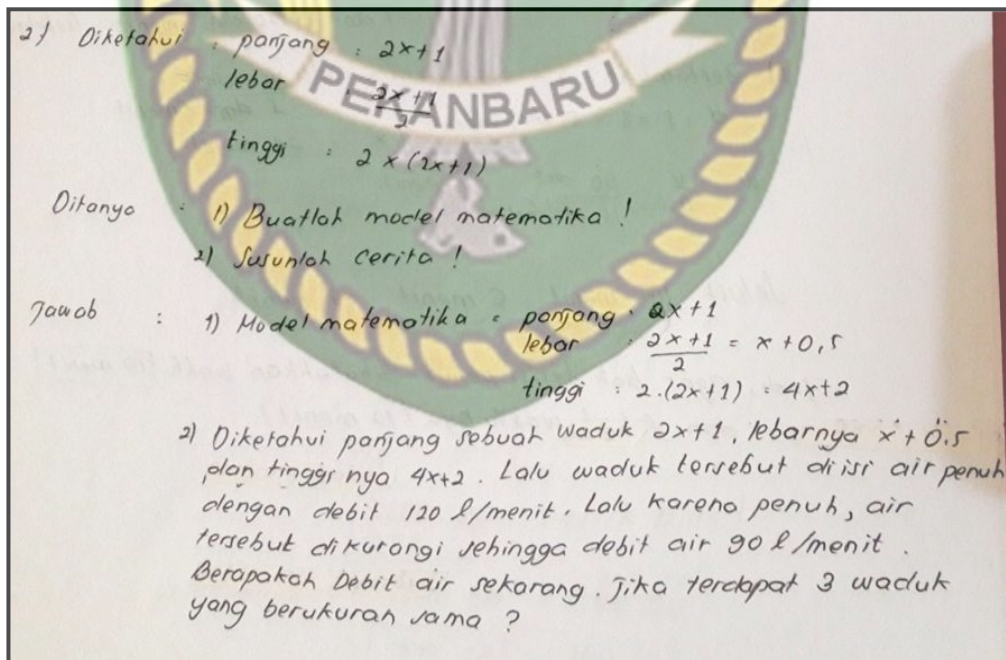 2) Diketahui : panjang : 2x+1
PEKANBARU
lebar : 2x+1/2
tinggi : 2 x (2x+1)
Ditanya : 1) Buatlah model matematika !
2) Susunlah cerita !
Jawab : 1) Model matematika = panjang : 2x+1
lebar : 2x+1/2 = x+0,5
tinggi : 2.(2x+1) = 4x+2
2) Diketahui panjang sebuah waduk 2x+1, lebarnya x+0.5
dan tingginya 4x+2. Lalu waduk tersebut di isi air penuh
dengan debit 120 l/menit. Lalu karena penuh, air
tersebut dikurangi sehingga debit air 90 l/menit.
Berapakah Debit air sekarang. Jika terdapat 3 waduk
yang berukuran sama ?